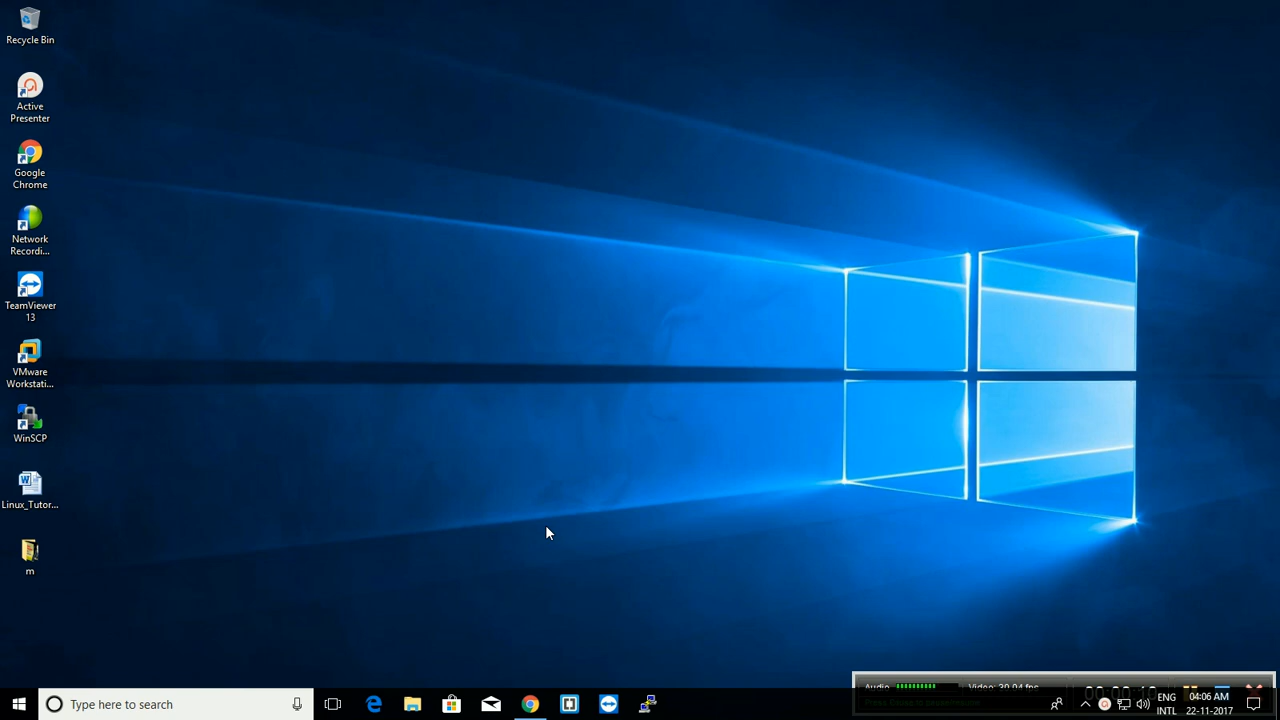 Recycle Bin
Active
Presenter
Google
Chrome
Network
Recordi...
TeamViewer
13
VMware
Workstati...
WinSCP
Linux_Tutor...
m
Type here to search
Audio
Video: 30.04 fps
ENG
INTL
04:06 AM
22-11-2017